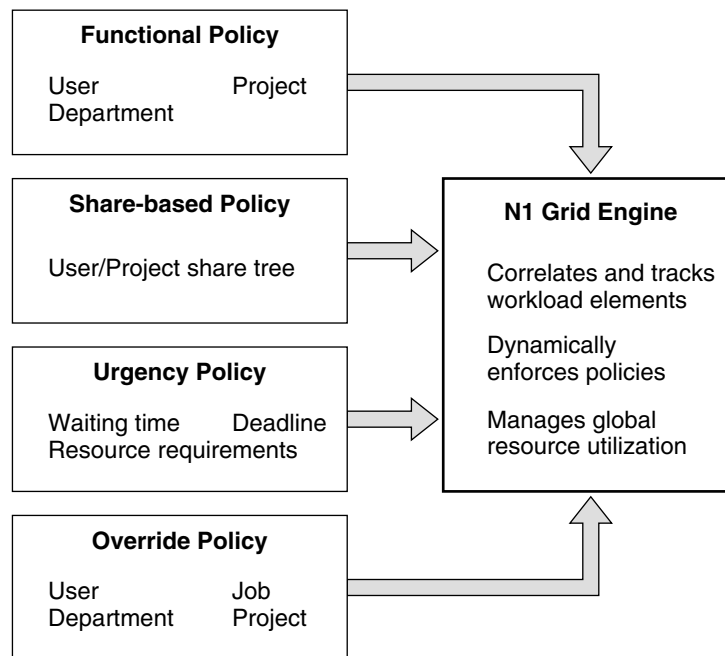 Functional Policy
User Project
Department
Share-based Policy
User/Project share tree
Urgency Policy
Waiting time Deadline
Resource requirements
Override Policy
User Job
Department Project
N1 Grid Engine
Correlates and tracks
workload elements
Dynamically
enforces policies
Manages global
resource utilization